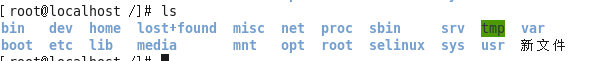 [root@localhost /]# ls
bin dev home lost+found misc net proc sbin srv tmp var
boot etc lib media mnt opt root selinux sys usr 新文件
[root@localhost /]#